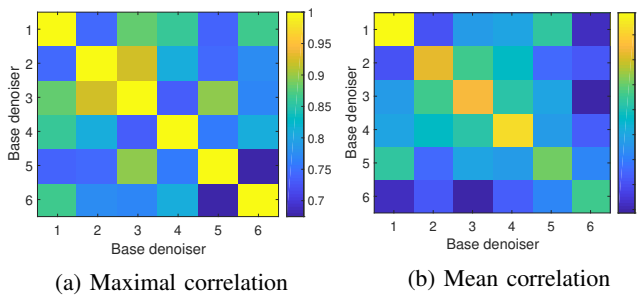 1
2
3
4
5
6
Base denoiser
1 2 3 4 5 6
Base denoiser
1
0.95
0.9
0.85
0.8
0.75
0.7
(a) Maximal correlation
1
2
3
4
5
6
Base denoiser
1 2 3 4 5 6
Base denoiser
(b) Mean correlation